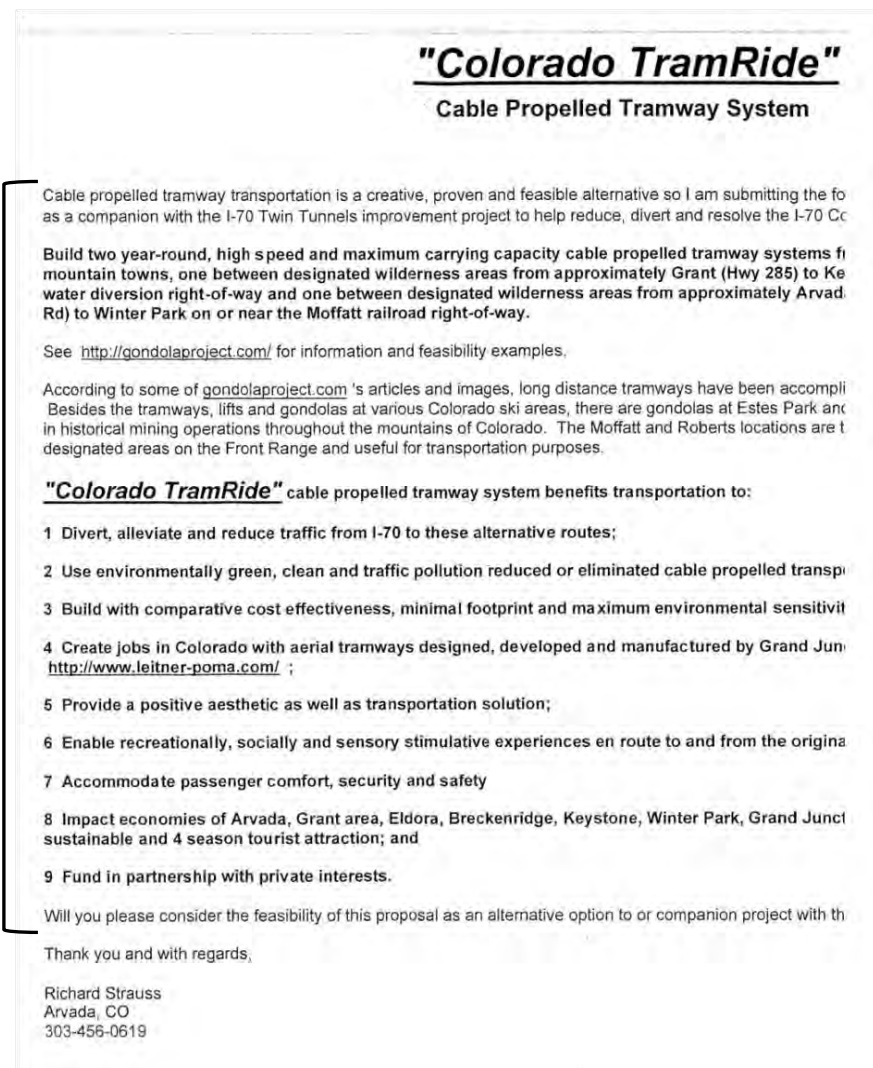 "Colorado TramRide"
Cable Propelled Tramway System
Cable propelled tramway transportation is a creative, proven and feasible alternative so I am submitting the fo
as a companion with the I-70 Twin Tunnels improvement project to help reduce, divert and resolve the I-70 Co
Build two year-round, high speed and maximum carrying capacity cable propelled tramway systems f
mountain towns, one between designated wilderness areas from approximately Grant (Hwy 285) to Ke
water diversion right-of-way and one between designated wilderness areas from approximately Arvad
Rd) to Winter Park on or near the Moffatt railroad right-of-way.
See http://gondolaproject.com/ for information and feasibility examples.
According to some of gondolaproject.com 's articles and images, long distance tramways have been accompli
Besides the tramways, lifts and gondolas at various Colorado ski areas, there are gondolas at Estes Park and
in historical mining operations throughout the mountains of Colorado. The Moffatt and Roberts locations are t
designated areas on the Front Range and useful for transportation purposes.
"Colorado TramRide" cable propelled tramway system benefits transportation to:
1 Divert, alleviate and reduce traffic from I-70 to these alternative routes;
2 Use environmentally green, clean and traffic pollution reduced or eliminated cable propelled transp
3 Build with comparative cost effectiveness, minimal footprint and maximum environmental sensitivit
4 Create jobs in Colorado with aerial tramways designed, developed and manufactured by Grand Jun
http://www.leitner-poma.com/ ;
5 Provide a positive aesthetic as well as transportation solution;
6 Enable recreationally, socially and sensory stimulative experiences en route to and from the origina
7 Accommodate passenger comfort, security and safety
8 Impact economies of Arvada, Grant area, Eldora, Breckenridge, Keystone, Winter Park, Grand Junct
sustainable and 4 season tourist attraction; and
9 Fund in partnership with private interests.
Will you please consider the feasibility of this proposal as an alternative option to or companion project with th
Thank you and with regards,
Richard Strauss
Arvada, CO
303-456-0619